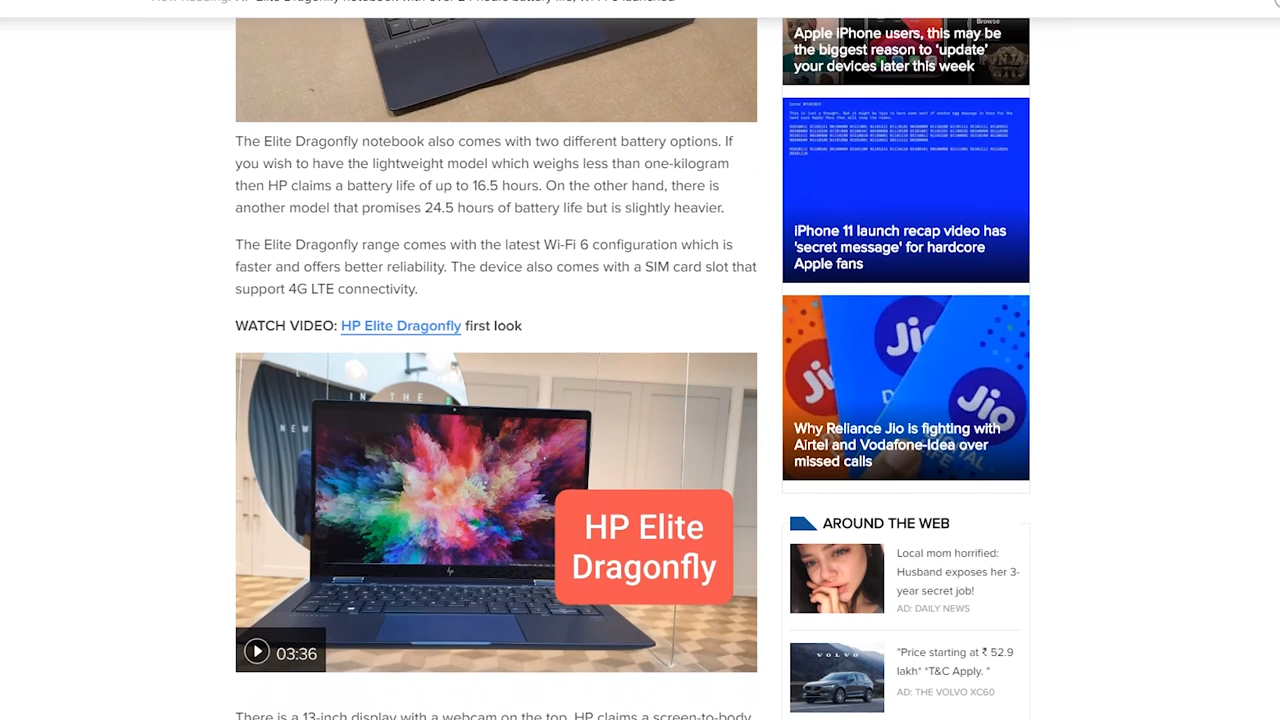 The Elite Dragonfly notebook also comes with two different battery options. If
you wish to have the lightweight model which weighs less than one-kilogram
then HP claims a battery life of up to 16.5 hours. On the other hand, there is
another model that promises 24.5 hours of battery life but is slightly heavier.
The Elite Dragonfly range comes with the latest Wi-Fi 6 configuration which is
faster and offers better reliability. The device also comes with a SIM card slot that
support 4G LTE connectivity.
WATCH VIDEO: HP Elite Dragonfly first look
IN THE
NEW
hp
HP Elite
Dragonfly
03:36
There is a 13-inch display with a webcam on the top. HP claims a screen-to-body
Browse
Apple iPhone users, this may be
the biggest reason to ‘update’
your devices later this week
iPhone 11 launch recap video has
'secret message' for hardcore
Apple fans
Jio
Jio
Jio
Why Reliance Jio is fighting with
Airtel and Vodafone-Idea over
missed calls
AROUND THE WEB
Local mom horrified:
Husband exposes her 3-
year secret job!
AD: DAILY NEWS
VOLVO
"Price starting at ₹ 52.9
lakh* *T&C Apply. "
AD: THE VOLVO XC60